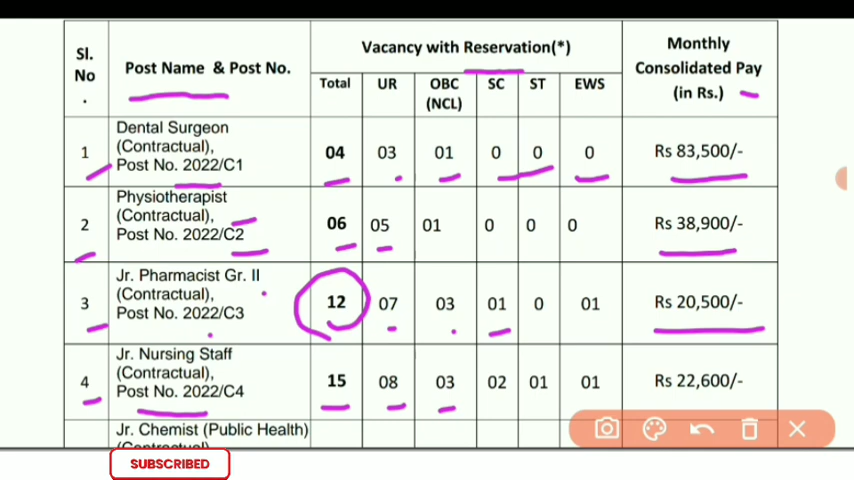 Sl.
No
.
Post Name & Post No.
Vacancy with Reservation(*)
Monthly
Consolidated Pay
(in Rs.)
Total UR OBC
(NCL) SC ST EWS
1 Dental Surgeon
(Contractual),
Post No. 2022/C1 04 03 01 0 0 0 Rs 83,500/-
2 Physiotherapist
(Contractual),
Post No. 2022/C2 06 05 01 0 0 0 Rs 38,900/-
3 Jr. Pharmacist Gr. II
(Contractual),
Post No. 2022/C3 12 07 03 01 0 01 Rs 20,500/-
4 Jr. Nursing Staff
(Contractual),
Post No. 2022/C4 15 08 03 02 01 01 Rs 22,600/-
Jr. Chemist (Public Health)
(Contractual)
SUBSCRIBED